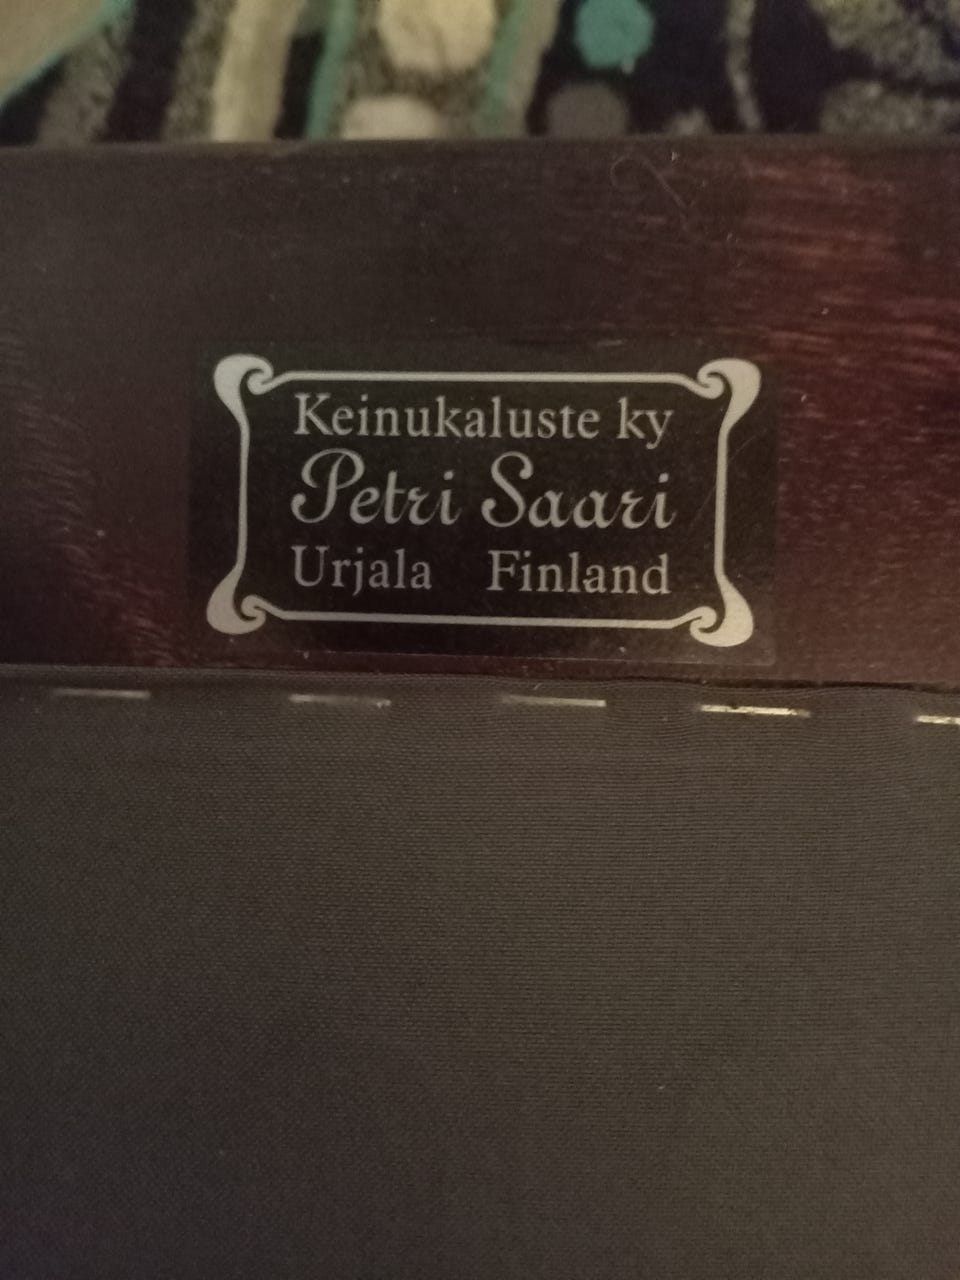 Keinukaluste ky
Petri Saari
Urjala Finland